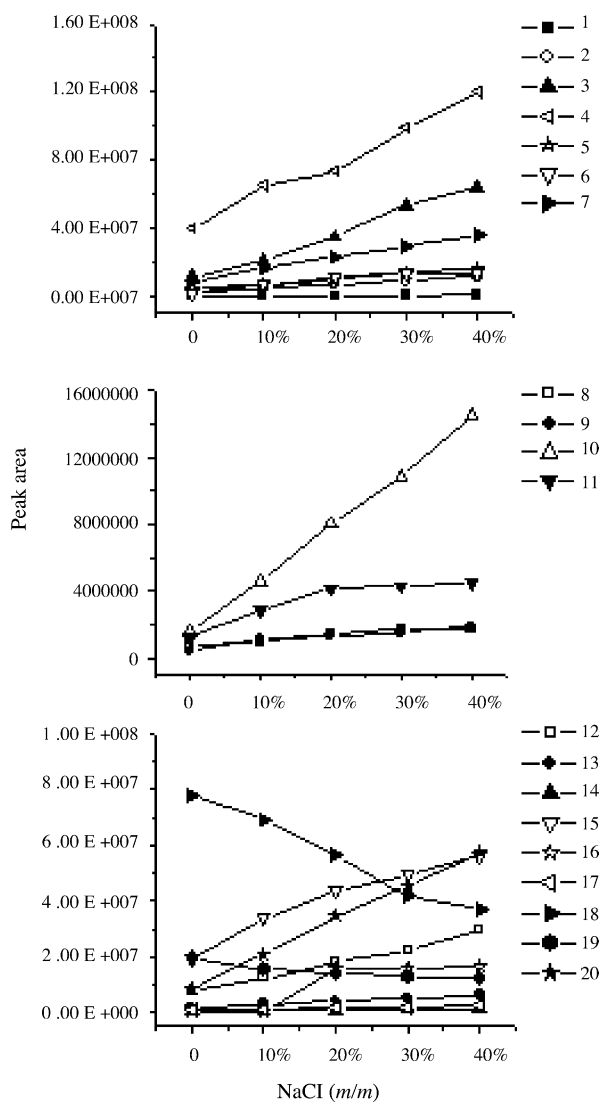 1.60 E+008
1.20 E+008
8.00 E+007
4.00 E+007
0.00 E+007
0 10% 20% 30% 40%
1
2
3
4
5
6
7
Peak area
16000000
12000000
8000000
4000000
0
0 10% 20% 30% 40%
8
9
10
11
1 .00 E +008
8 .00 E +007
6 .00 E +007
4 .00 E +007
2 .00 E +007
0 .00 E+000
0 10% 20% 30% 40%
12
13
14
15
16
17
18
19
20
NaCI (m/m)